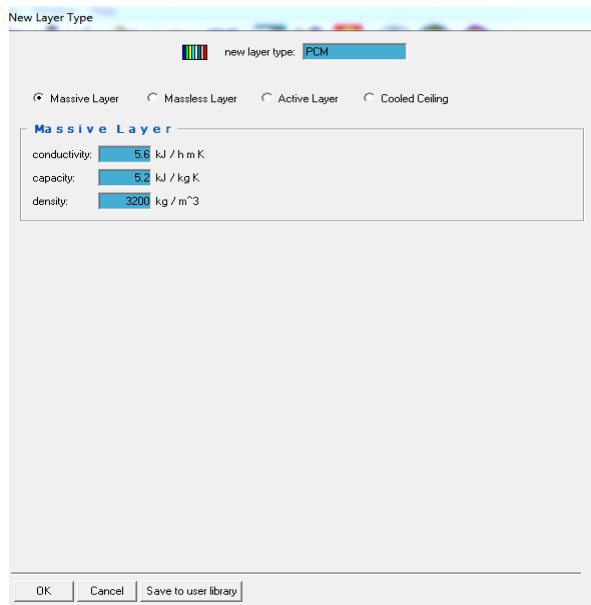 New Layer Type
new layer type: PCM
Massive Layer Massless Layer Active Layer Cooled Ceiling
Massive Layer
conductivity: 5.6 kJ / h m K
capacity: 5.2 kJ / kg K
density: 3200 kg / m^3
OK Cancel Save to user library